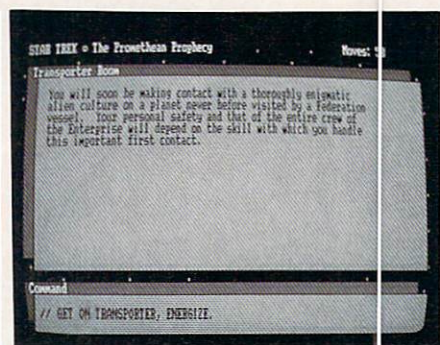 STAR TREK o The Promethean Prophecy Moves: 53
Transporter Room
You will soon be making contact with a thoroughly enigmatic
alien culture on a planet never before visited by a Federation
vessel. Your personal safety and that of the entire crew of
the Enterprise will depend on the skill with which you handle
this important first contact.
Command
// GET ON TRANSPORTER, ENERGIZE.